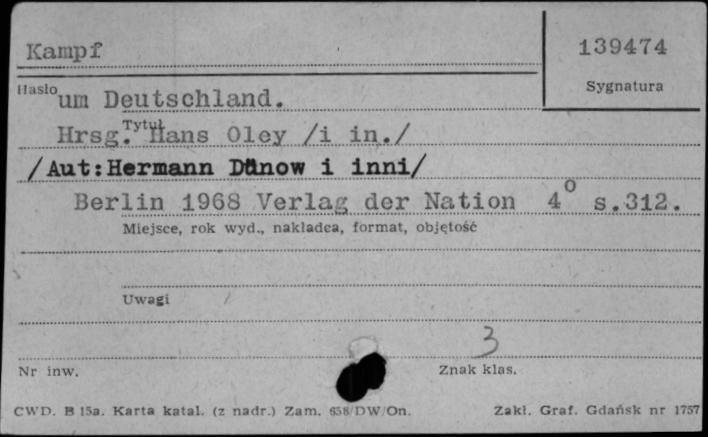 Kampf
139474
Hasło
Sygnatura
um Deutschland.
Tytuł
Hrsg. Hans Oley /i in./
/Aut:Hermann Dünow i inni/
Berlin 1968 Verlag der Nation 4° s.312.
Miejsce, rok wyd., nakładca, format, objętość
Uwagi
3
Nr inw.
Znak klas.
CWD. B 15a. Karta katal. (z nadr.) Zam. 658/DW/On.
Zakł. Graf. Gdańsk nr 1757